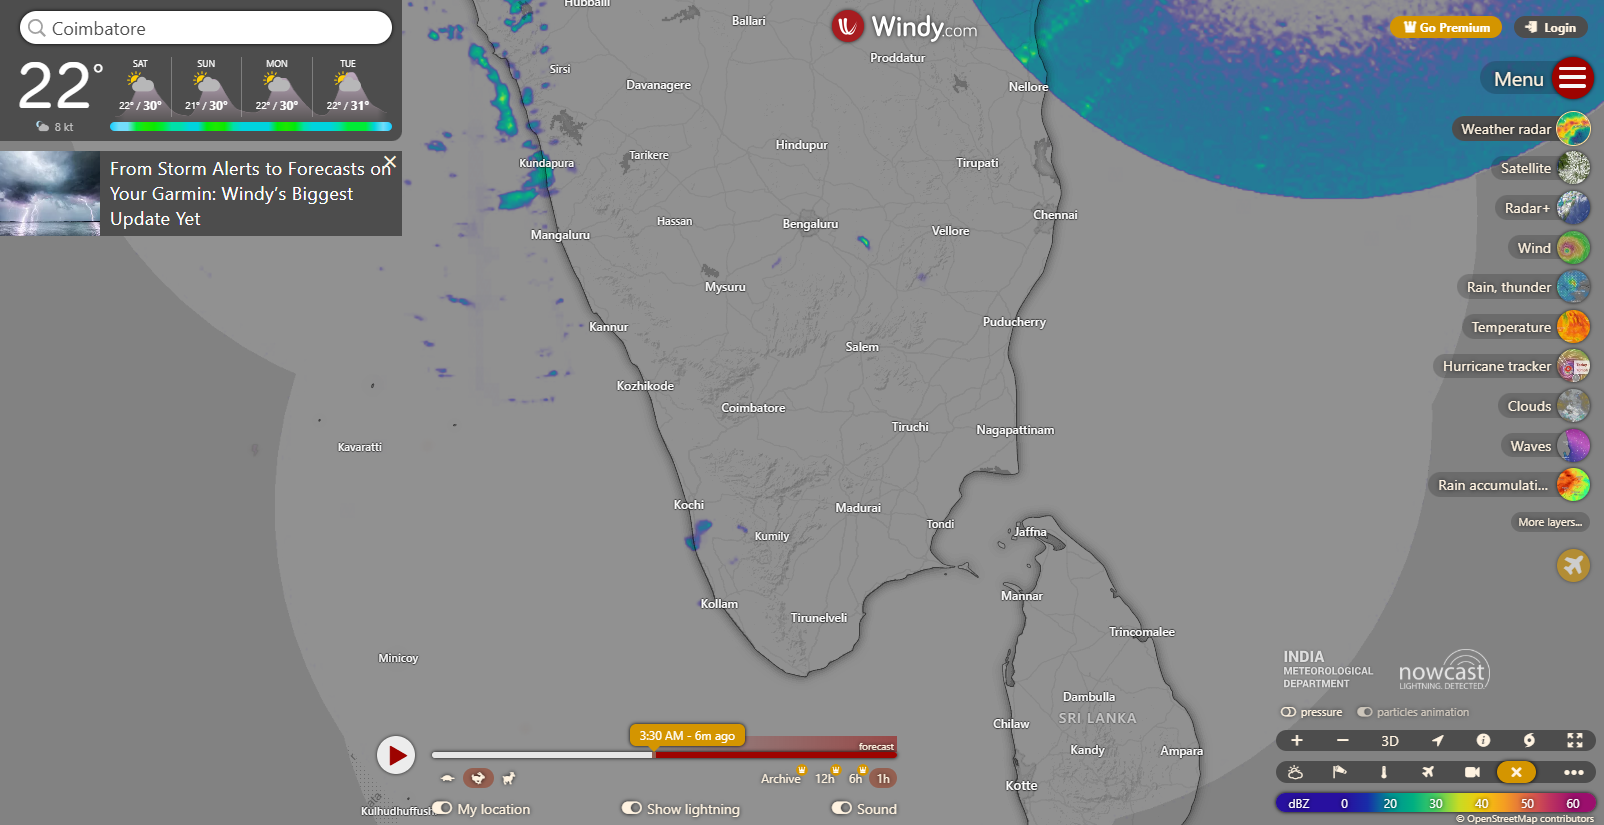 Coimbatore
22°
8 kt
SAT
22° / 30°
SUN
21° / 30°
MON
22° / 30°
TUE
22° / 31°
From Storm Alerts to Forecasts on
Your Garmin: Windy's Biggest
Update Yet
Windy.com
Go Premium
Login
Menu
Weather radar
Satellite
Radar+
Wind
Rain, thunder
Temperature
Hurricane tracker
Clouds
Waves
Rain accumulati...
More layers...
Hubballi
Ballari
Proddatur
Sirsi
Davanagere
Nellore
Hindupur
Kundapura
Tarikere
Tirupati
Chennai
Hassan
Bengaluru
Vellore
Mangaluru
Mysuru
Kannur
Puducherry
Salem
Kozhikode
Coimbatore
Tiruchi
Nagapattinam
Kavaratti
Kochi
Madurai
Tondi
Kumily
Jaffna
Mannar
Kollam
Tirunelveli
Trincomalee
Minicoy
Dambulla
Chilaw
SRI LANKA
Kandy
Ampara
Kotte
Kulhudhuffushi
INDIA
METEOROLOGICAL
DEPARTMENT
nowcast
LIGHTNING. DETECTED.
pressure
particles animation
3:30 AM - 6m ago
forecast
Archive
12h
6h
1h
My location
Show lightning
Sound
+
−
3D
dBZ 0 20 30 40 50 60
© OpenStreetMap contributors